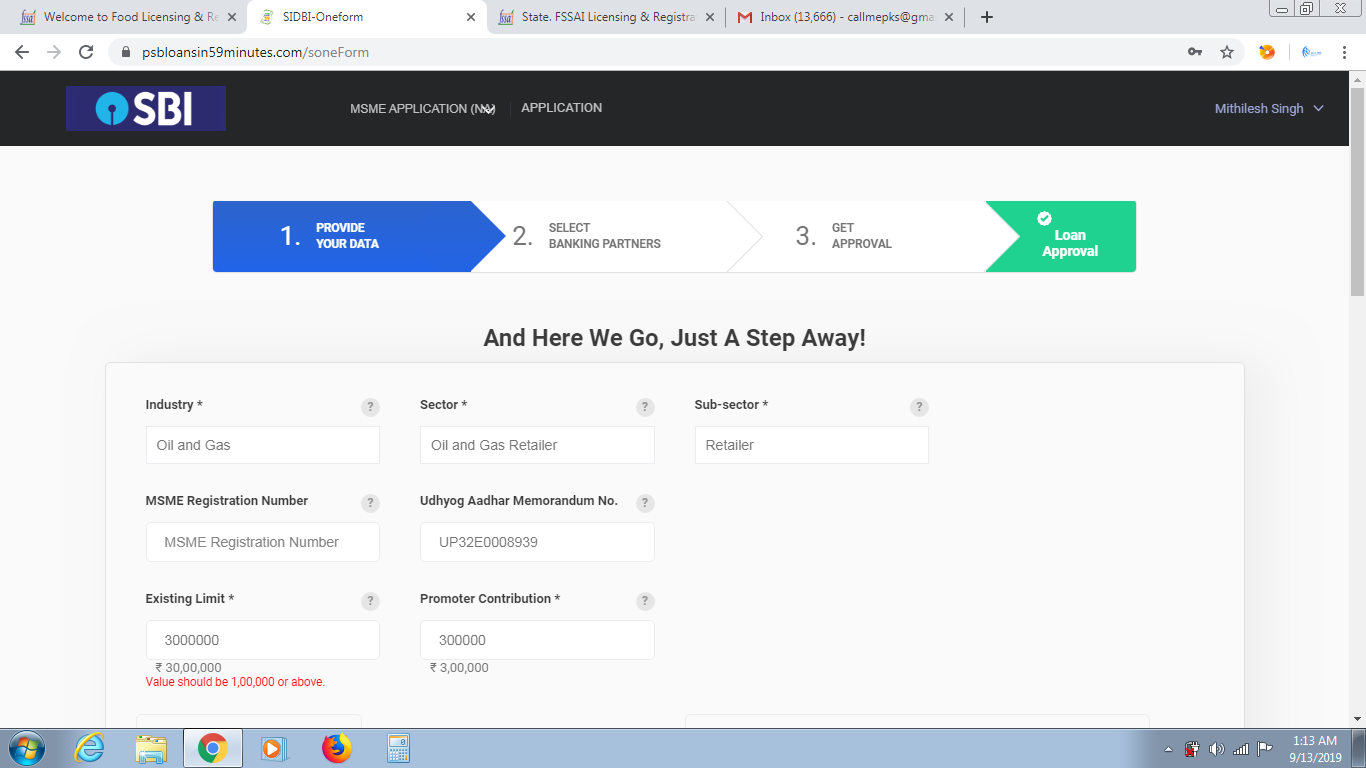 Welcome to Food Licensing & Re
SIDBI-Oneform
State. FSSAI Licensing & Registra
Inbox (13,666) - callmepks@gma
psbloansin59minutes.com/soneForm
SBI
MSME APPLICATION
APPLICATION
Mithilesh Singh
1. PROVIDE
YOUR DATA
2. SELECT
BANKING PARTNERS
3. GET
APPROVAL
Loan
Approval
And Here We Go, Just A Step Away!
Industry * ?
Sector * ?
Sub-sector * ?
Oil and Gas
Oil and Gas Retailer
Retailer
MSME Registration Number ?
Udhyog Aadhar Memorandum No. ?
MSME Registration Number
UP32E0008939
Existing Limit * ?
Promoter Contribution * ?
3000000
300000
₹ 30,00,000
₹ 3,00,000
Value should be 1,00,000 or above.
1:13 AM
9/13/2019